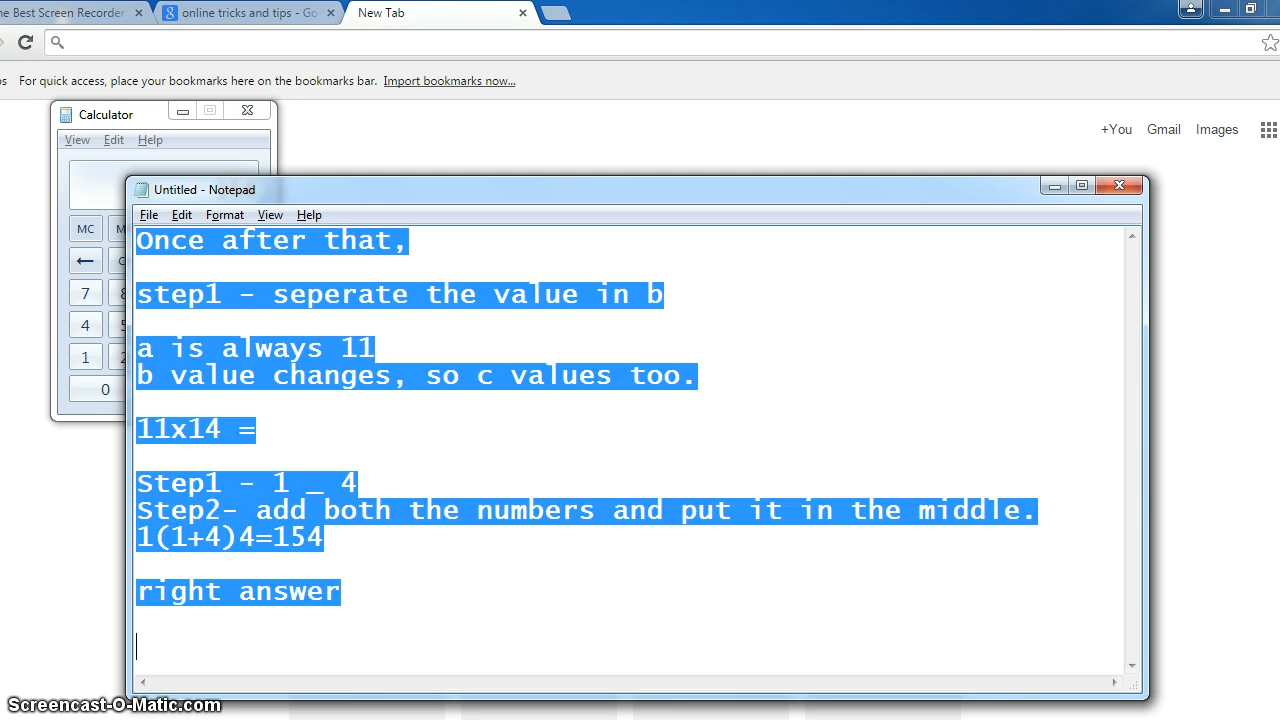 he Best Screen Recorder
online tricks and tips - Go
New Tab
ps For quick access, place your bookmarks here on the bookmarks bar. Import bookmarks now...
+You Gmail Images
Calculator
View Edit Help
MC
7
4
1
0
Untitled - Notepad
File Edit Format View Help
Once after that,
step1 - seperate the value in b
a is always 11
b value changes, so c values too.
11x14 =
Step1 - 1 _ 4
Step2- add both the numbers and put it in the middle.
1(1+4)4=154
right answer
Screencast-O-Matic.com